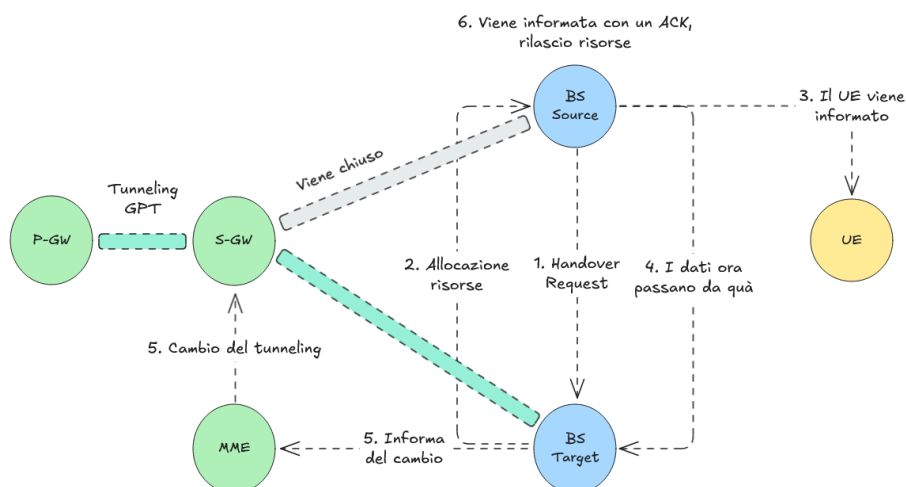 6. Viene informata con un ACK,
rilascio risorse
BS
Source
3. Il UE viene
informato
Viene chiuso
Tunneling
GPT
P-GW
S-GW
UE
2. Allocazione
risorse
1. Handover
Request
4. I dati ora
passano da quà
5. Cambio del tunneling
MME
5. Informa
del cambio
BS
Target